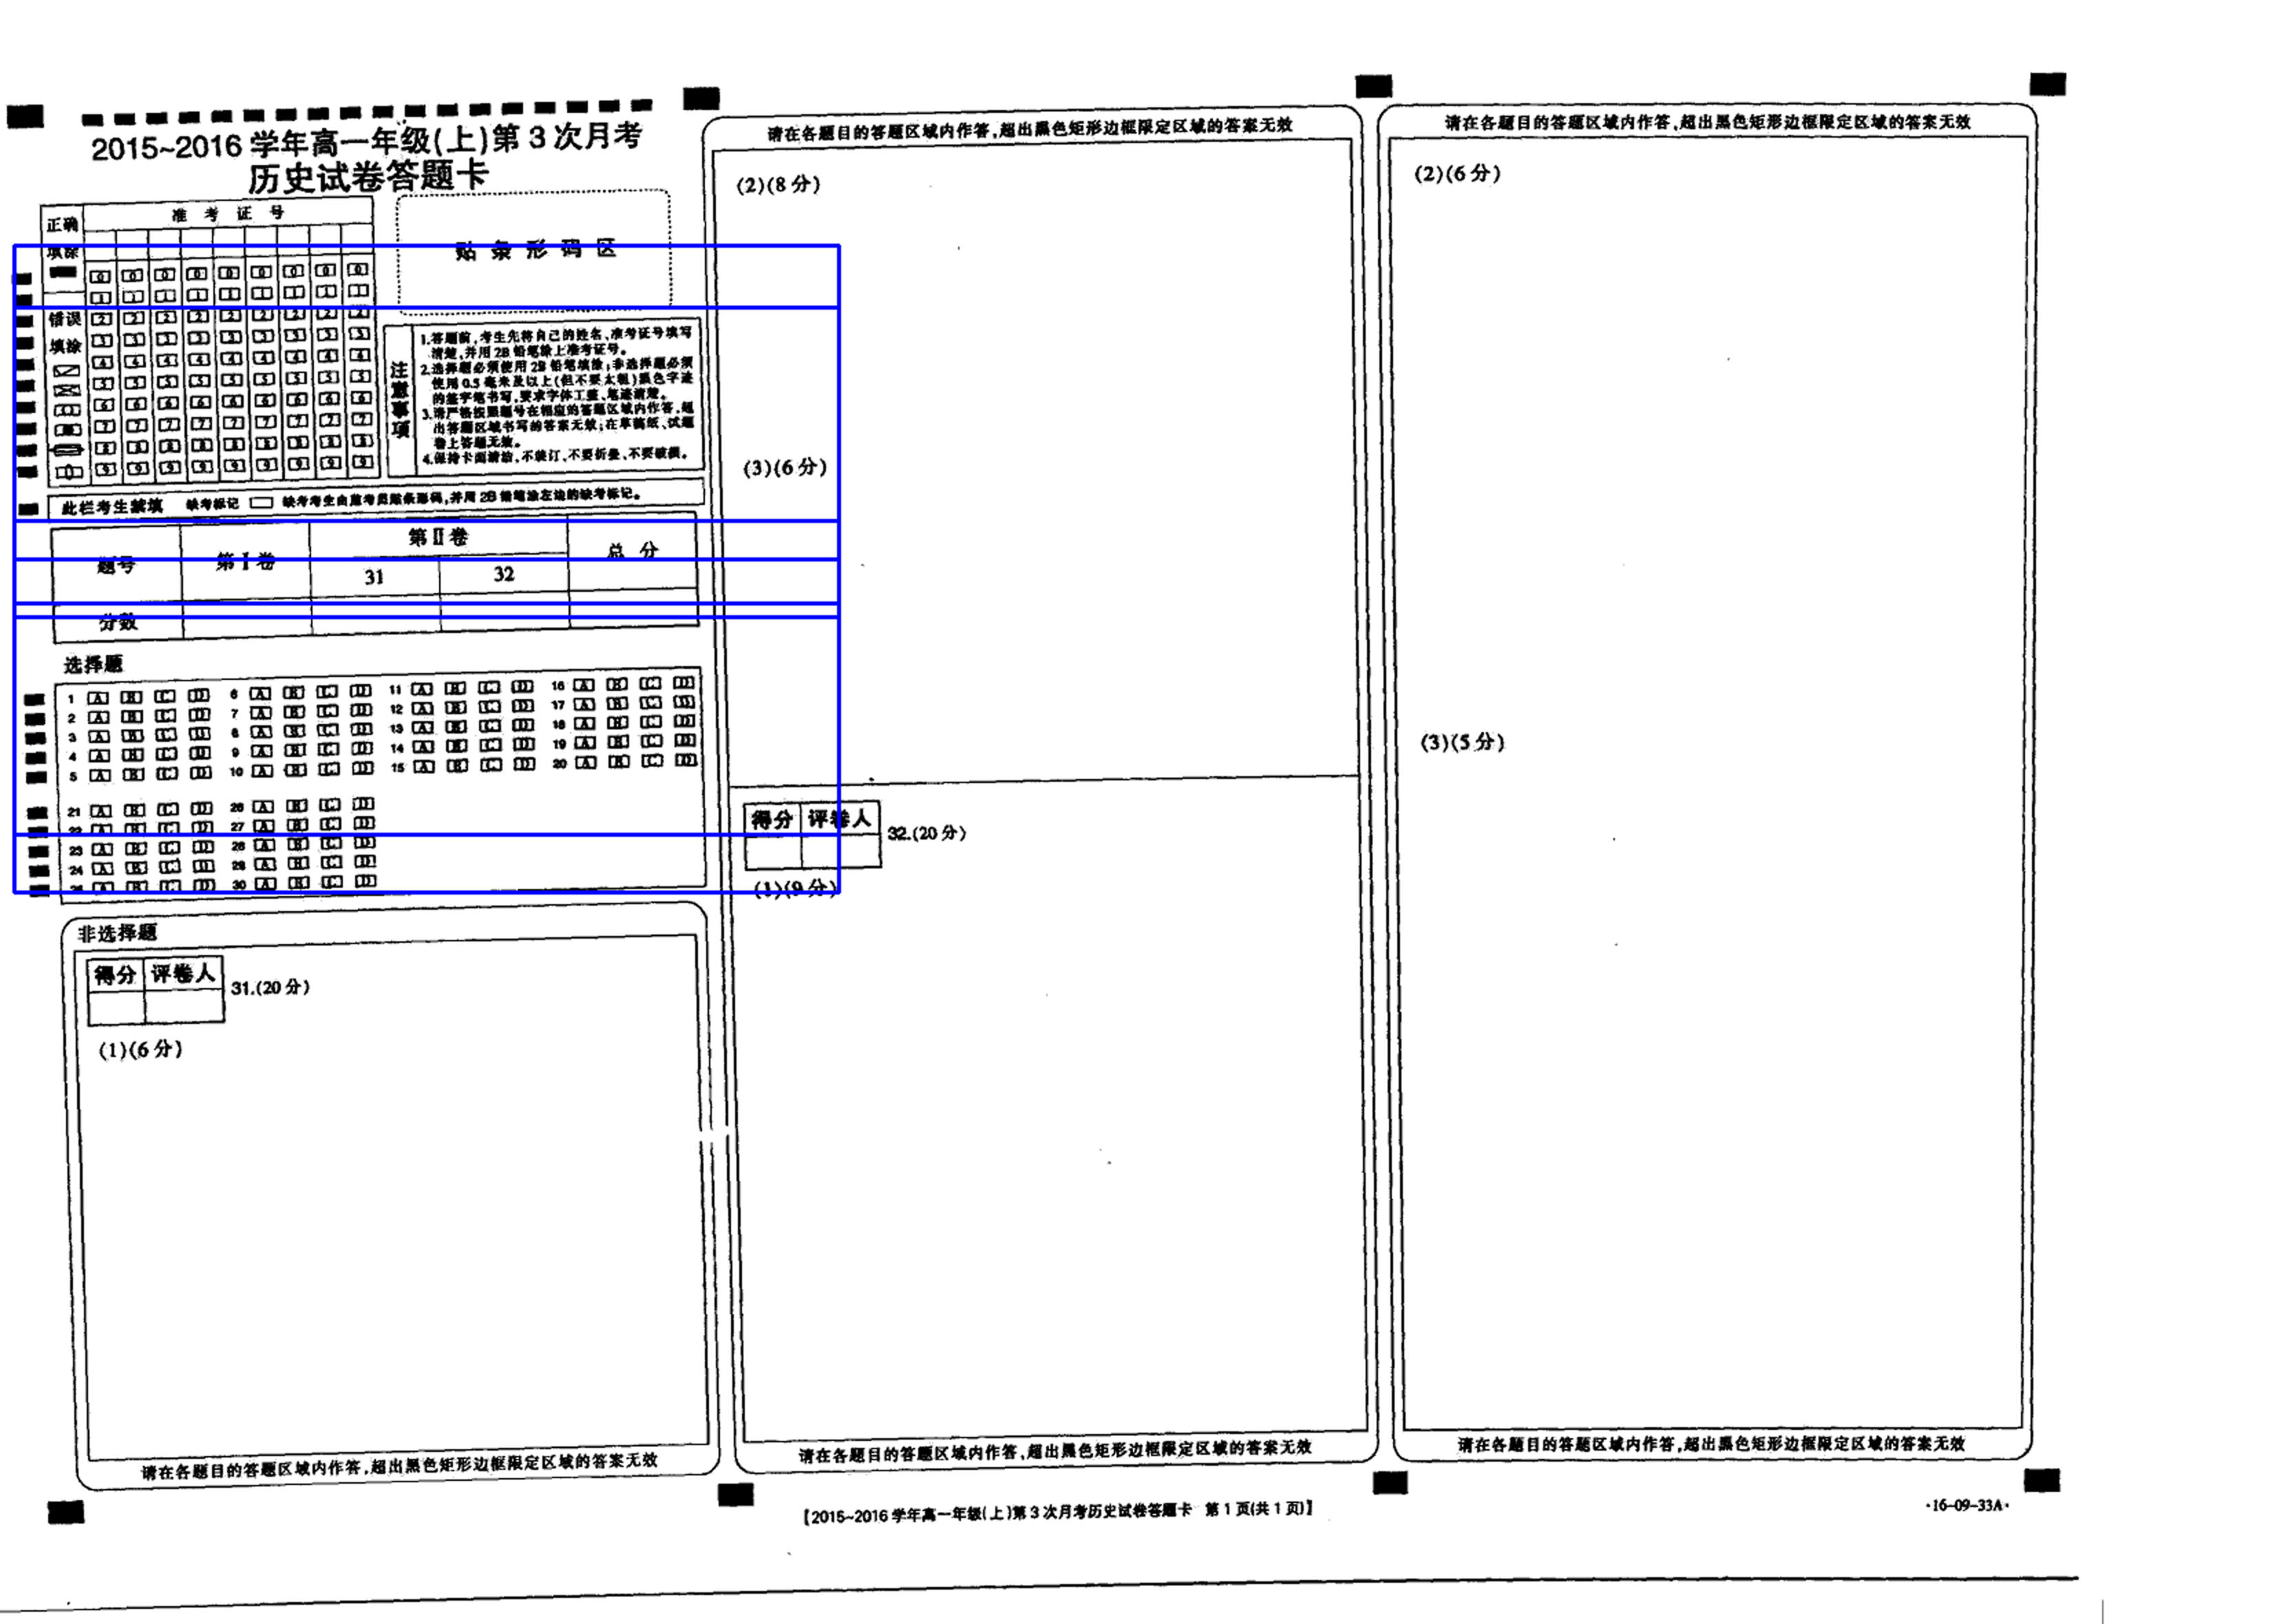 2015~2016 学年高一年级(上)第 3 次月考
历史试卷答题卡
准 考 证 号
正确
填涂
错误
填涂
0 0 0 0 0 0 0 0 0
1 1 1 1 1 1 1 1 1
2 2 2 2 2 2 2 2 2
3 3 3 3 3 3 3 3 3
4 4 4 4 4 4 4 4 4
5 5 5 5 5 5 5 5 5
6 6 6 6 6 6 6 6 6
7 7 7 7 7 7 7 7 7
8 8 8 8 8 8 8 8 8
9 9 9 9 9 9 9 9 9
贴 条 形 码 区
注意事项
1.答题前,考生先将自己的姓名、准考证号填写
清楚,并用 2B 铅笔涂上准考证号。
2.选择题必须使用 2B 铅笔填涂;非选择题必须
使用 0.5 毫米及以上(但不要太粗)黑色字迹
的签字笔书写,要求字体工整、笔迹清楚。
3.请严格按照题号在相应的答题区域内作答,超
出答题区域书写的答案无效;在草稿纸、试题
卷上答题无效。
4.保持卡面清洁,不装订、不要折叠、不要破损。
此栏考生禁填 缺考标记 缺考考生由监考员贴条形码,并用 2B 铅笔涂左边的缺考标记。
题号 第 I 卷 第 II 卷 总 分
31 32
分数
选择题
1 A B C D 6 A B C D 11 A B C D 16 A B C D
2 A B C D 7 A B C D 12 A B C D 17 A B C D
3 A B C D 8 A B C D 13 A B C D 18 A B C D
4 A B C D 9 A B C D 14 A B C D 19 A B C D
5 A B C D 10 A B C D 15 A B C D 20 A B C D
21 A B C D 26 A B C D
22 A B C D 27 A B C D
23 A B C D 28 A B C D
24 A B C D 29 A B C D
25 A B C D 30 A B C D
非选择题
得分 评卷人
31.(20 分)
(1)(6 分)
请在各题目的答题区域内作答,超出黑色矩形边框限定区域的答案无效
请在各题目的答题区域内作答,超出黑色矩形边框限定区域的答案无效
(2)(8 分)
(3)(6 分)
得分 评卷人
32.(20 分)
(1)(9 分)
请在各题目的答题区域内作答,超出黑色矩形边框限定区域的答案无效
请在各题目的答题区域内作答,超出黑色矩形边框限定区域的答案无效
(2)(6 分)
(3)(5 分)
请在各题目的答题区域内作答,超出黑色矩形边框限定区域的答案无效
【2015~2016 学年高一年级(上)第 3 次月考历史试卷答题卡 第 1 页(共 1 页)】
·16-09-33A·